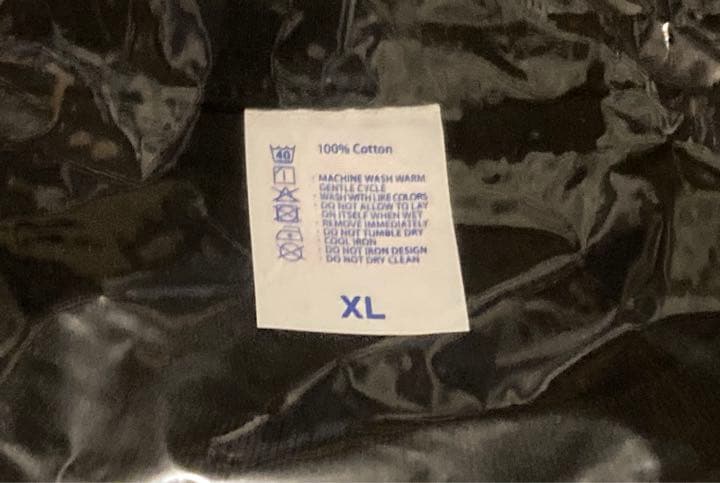 40
100% Cotton
MACHINE WASH WARM
GENTLE CYCLE
WASH WITH LIKE COLORS
DO NOT ALLOW TO LAY
ON ITSELF WHEN WET
REMOVE IMMEDIATELY
DO NOT TUMBLE DRY
COOL IRON
DO NOT IRON DESIGN
DO NOT DRY CLEAN
XL